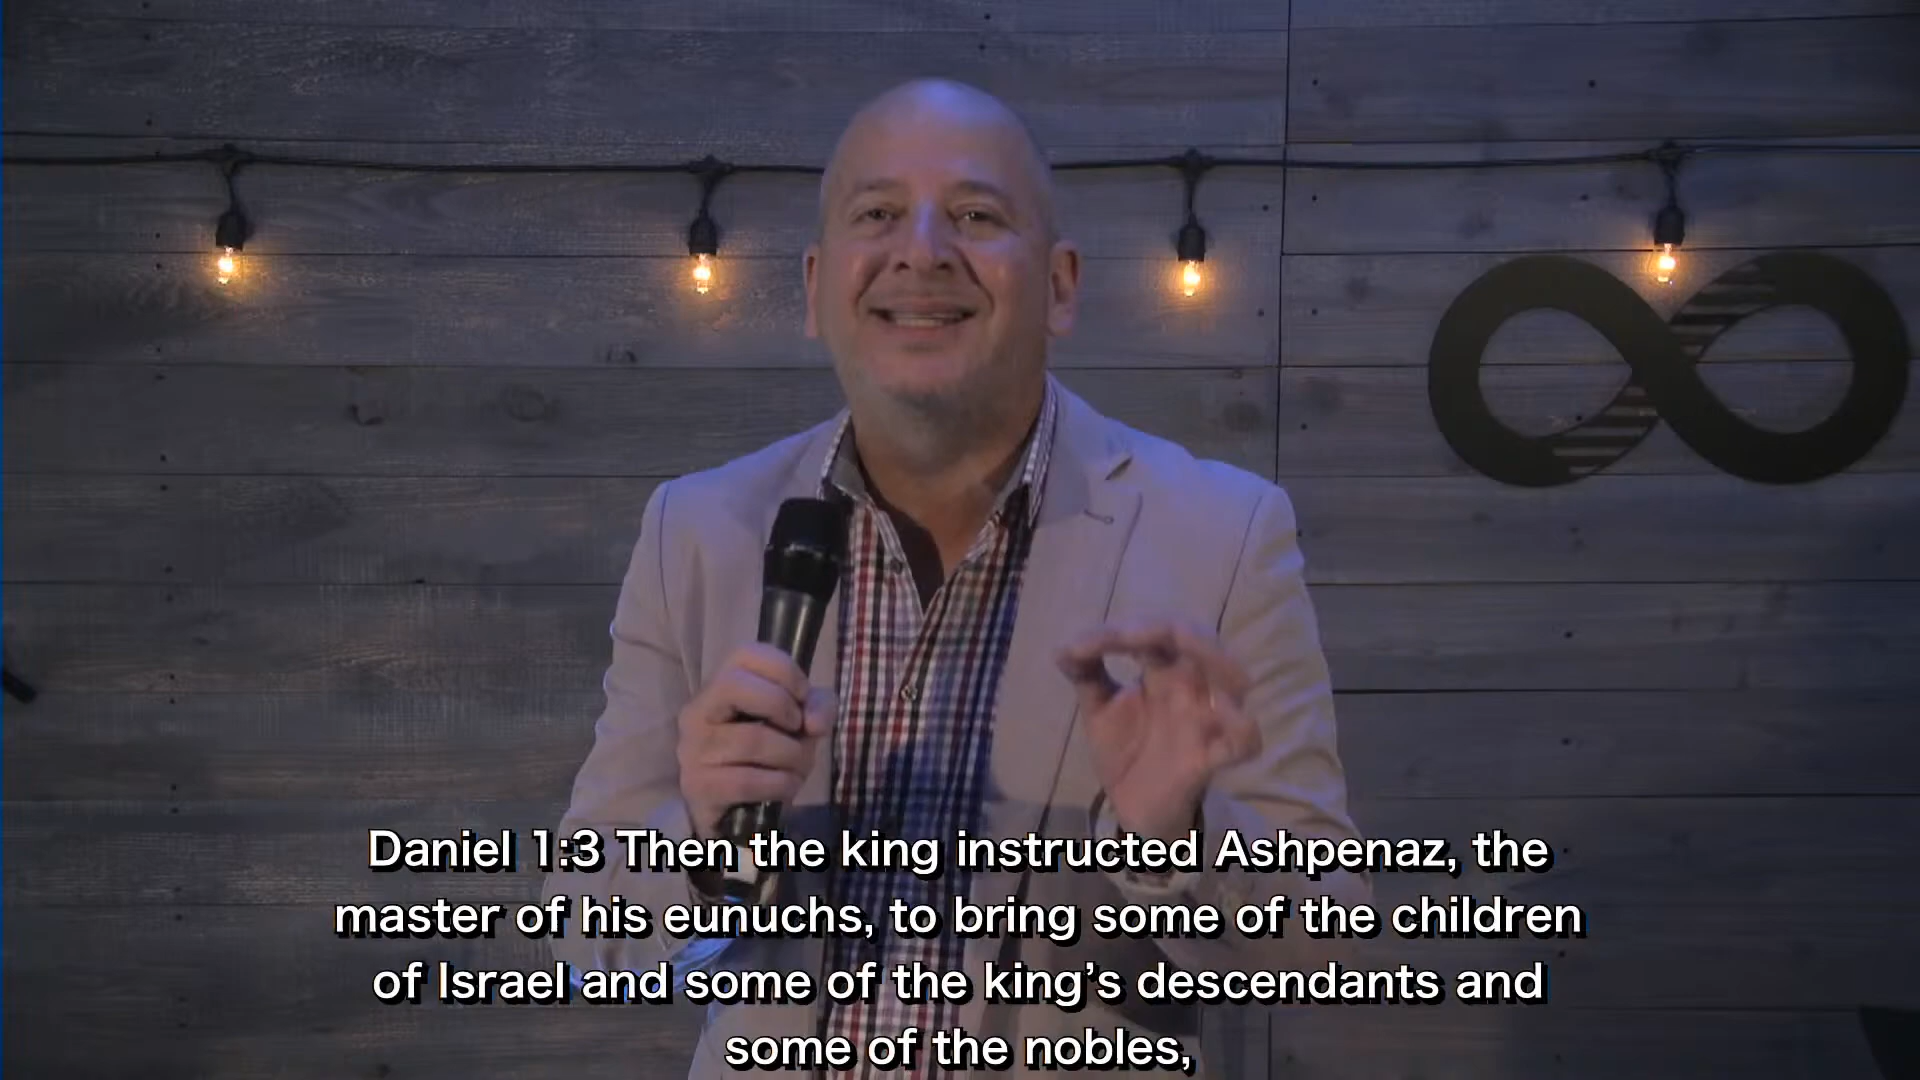 Daniel 1:3 Then the king instructed Ashpenaz, the
master of his eunuchs, to bring some of the children
of Israel and some of the king’s descendants and
some of the nobles,